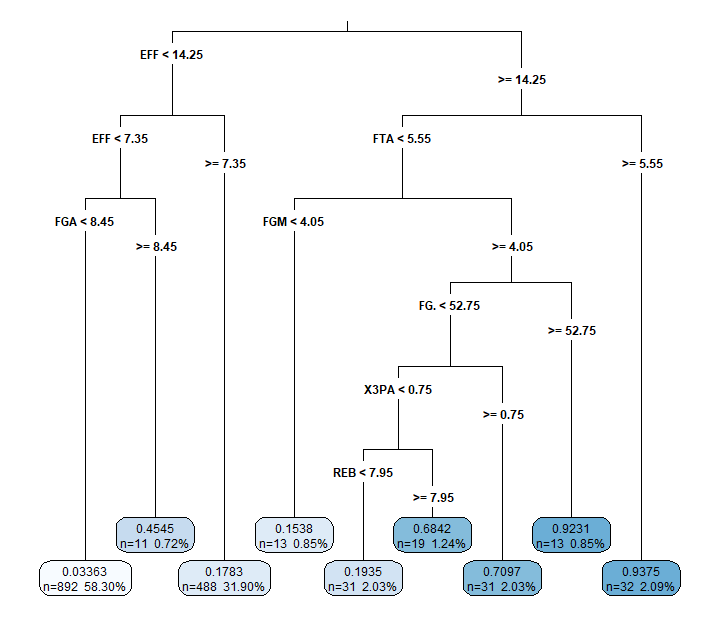 EFF < 14.25
>= 14.25
EFF < 7.35
FTA < 5.55
>= 7.35
>= 5.55
FGA < 8.45
FGM < 4.05
>= 8.45
>= 4.05
FG. < 52.75
>= 52.75
X3PA < 0.75
>= 0.75
REB < 7.95
>= 7.95
0.4545
n=11 0.72%
0.1538
n=13 0.85%
0.6842
n=19 1.24%
0.9231
n=13 0.85%
0.03363
n=892 58.30%
0.1783
n=488 31.90%
0.1935
n=31 2.03%
0.7097
n=31 2.03%
0.9375
n=32 2.09%